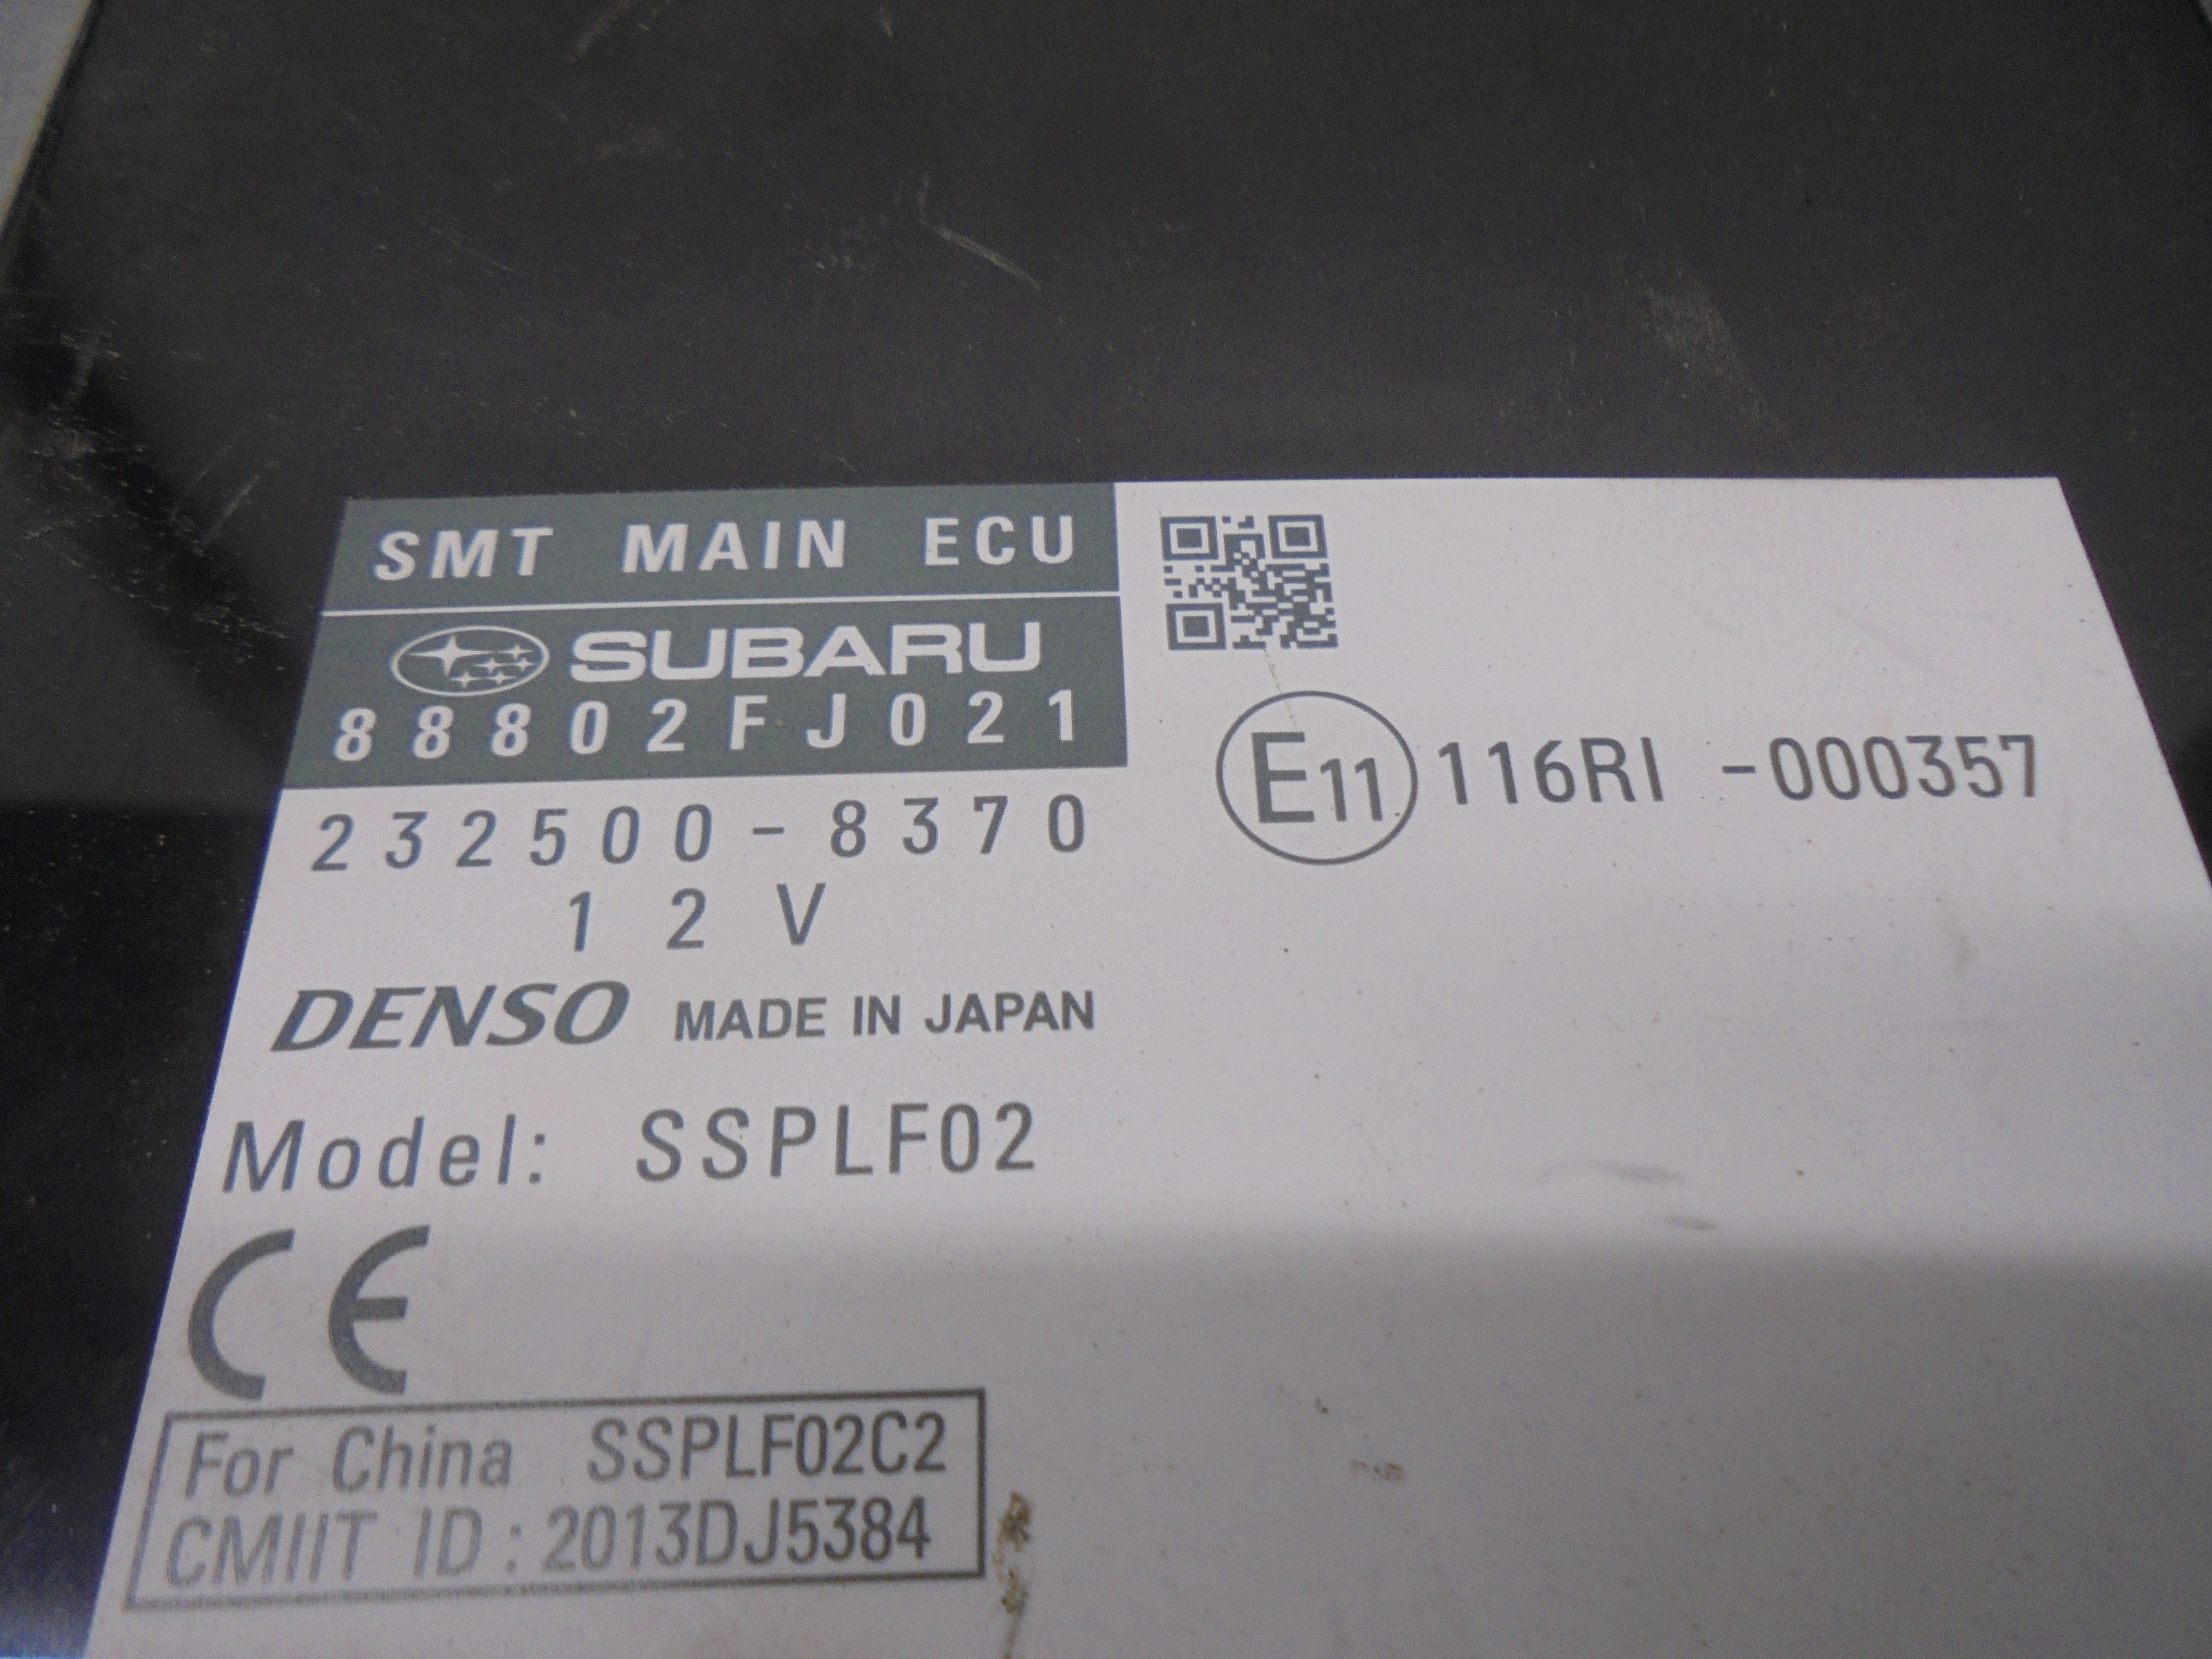 SMT MAIN ECU
SUBARU
88802FJ021
232500-8370
12V
DENSO MADE IN JAPAN
Model: SSPLF02
CE
For China SSPLF02C2
CMIIT ID : 2013DJ5384
E11 116RI -000357